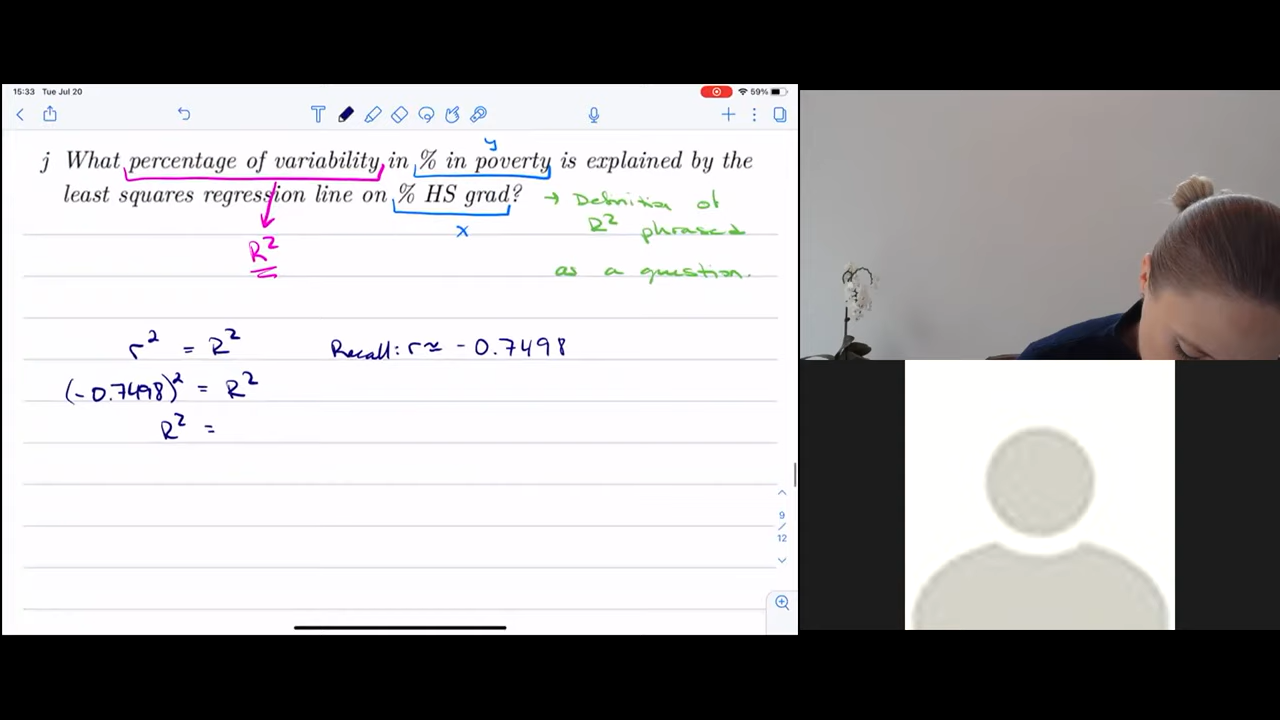 15:33 Tue Jul 20
59%
T
y
j What percentage of variability in % in poverty is explained by the
least squares regression line on % HS grad?
→ Definition of
R² phrased
as a question.
x
R²
r² = R²
Recall: r ≃ -0.7498
(-0.7498)² = R²
R² =
9
/
12